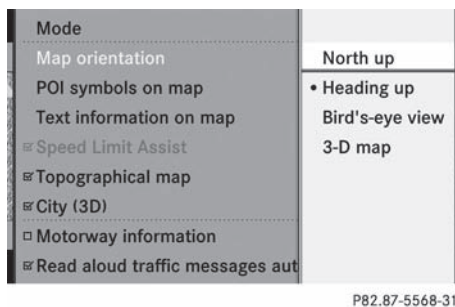 Mode
Map orientation
POI symbols on map
Text information on map
Speed Limit Assist
Topographical map
City (3D)
Motorway information
Read aloud traffic messages aut
North up
• Heading up
Bird's-eye view
3-D map
P82.87-5568-31